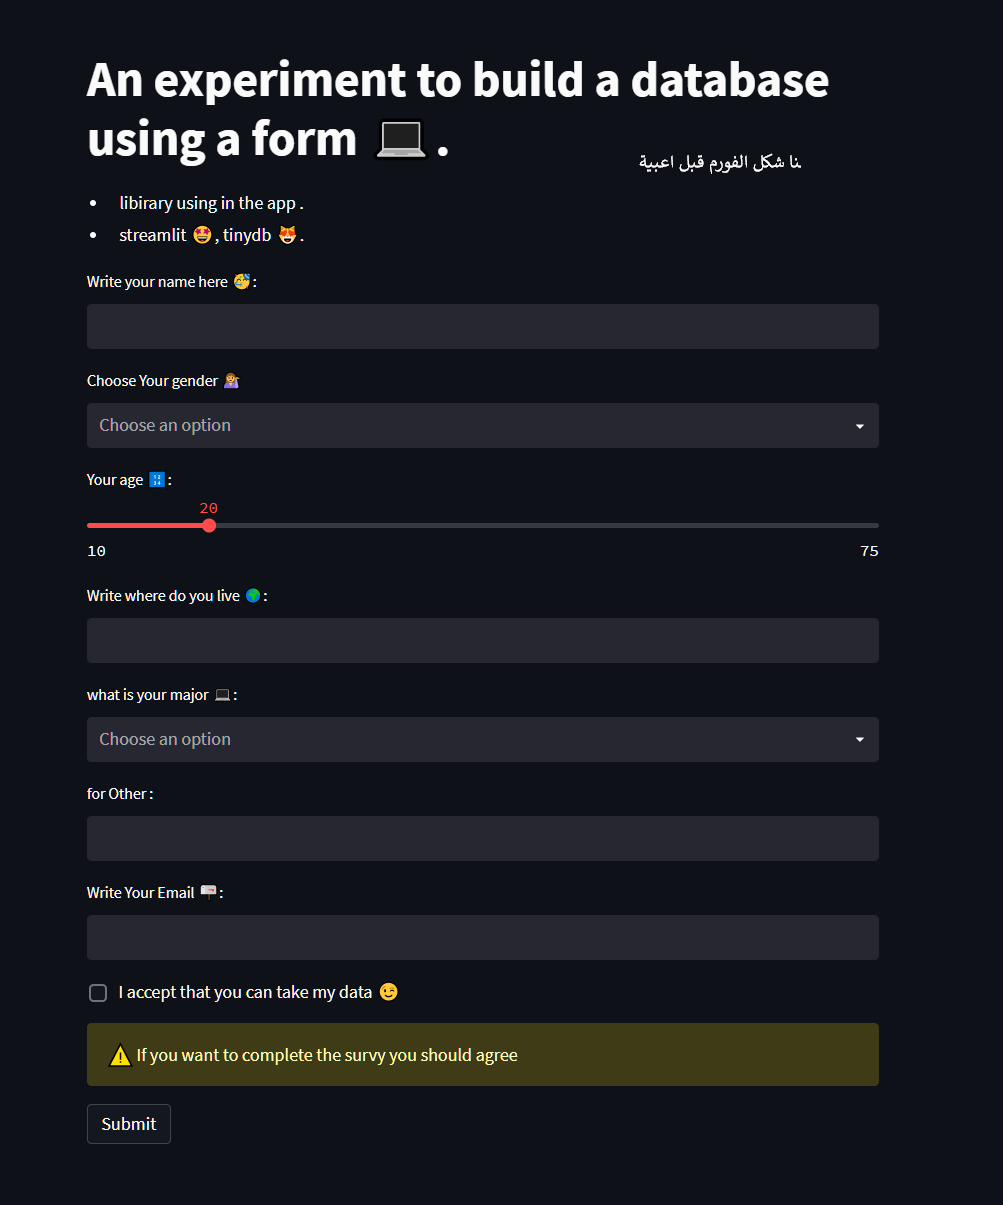 An experiment to build a database
using a form 💻 .
هنا شكل الفورم قبل اعبية
• libirary using in the app .
• streamlit 🤩 , tinydb 😻 .
Write your name here 🥳 :
Choose Your gender 💁
Choose an option
Your age 🔢 :
20
10 75
Write where do you live 🌍 :
what is your major 💻 :
Choose an option
for Other :
Write Your Email 📪 :
I accept that you can take my data 😉
⚠️ If you want to complete the survy you should agree
Submit